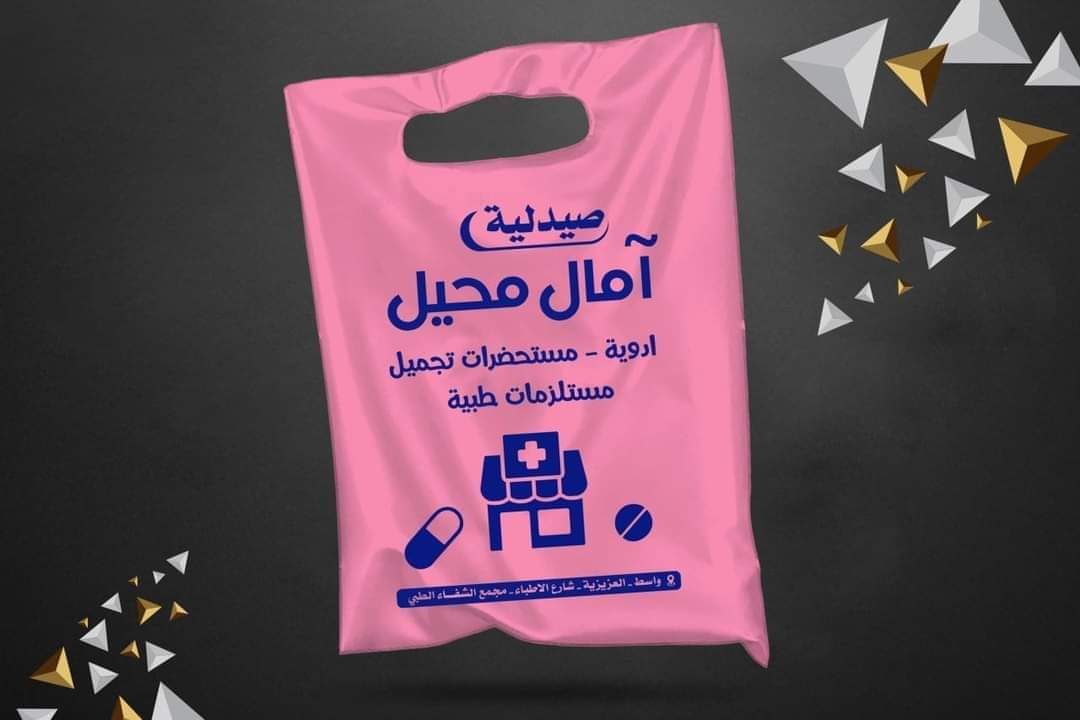 صيدلية
آمال محيل
ادوية - مستحضرات تجميل
مستلزمات طبية
واسط - العزيزية - شارع الاطباء - مجمع الشفاء الطبي